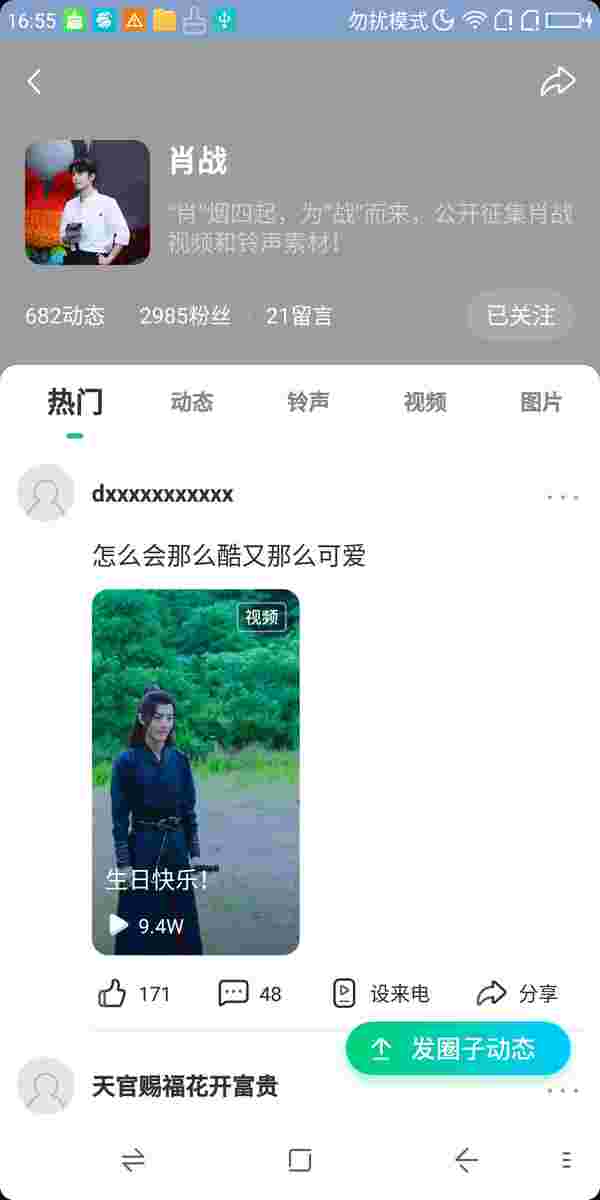 16:55
勿扰模式
肖战
“肖”烟四起，为“战”而来，公开征集肖战
视频和铃声素材！
682动态
2985粉丝
21留言
已关注
热门
动态
铃声
视频
图片
dxxxxxxxxxxx
怎么会那么酷又那么可爱
视频
生日快乐！
9.4W
171
48
设来电
分享
发圈子动态
天官赐福花开富贵